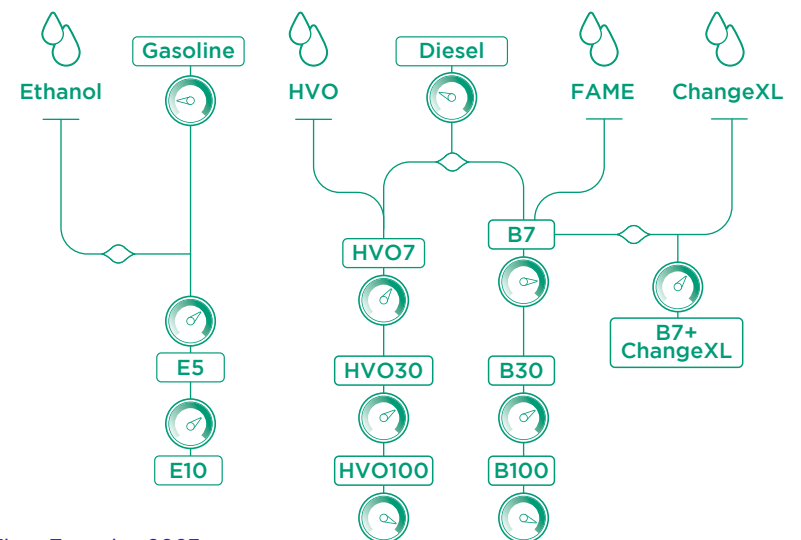 Gasoline
Diesel
Ethanol
HVO
FAME
ChangeXL
B7
HVO7
B7+
ChangeXL
E5
HVO30
B30
E10
HVO100
B100